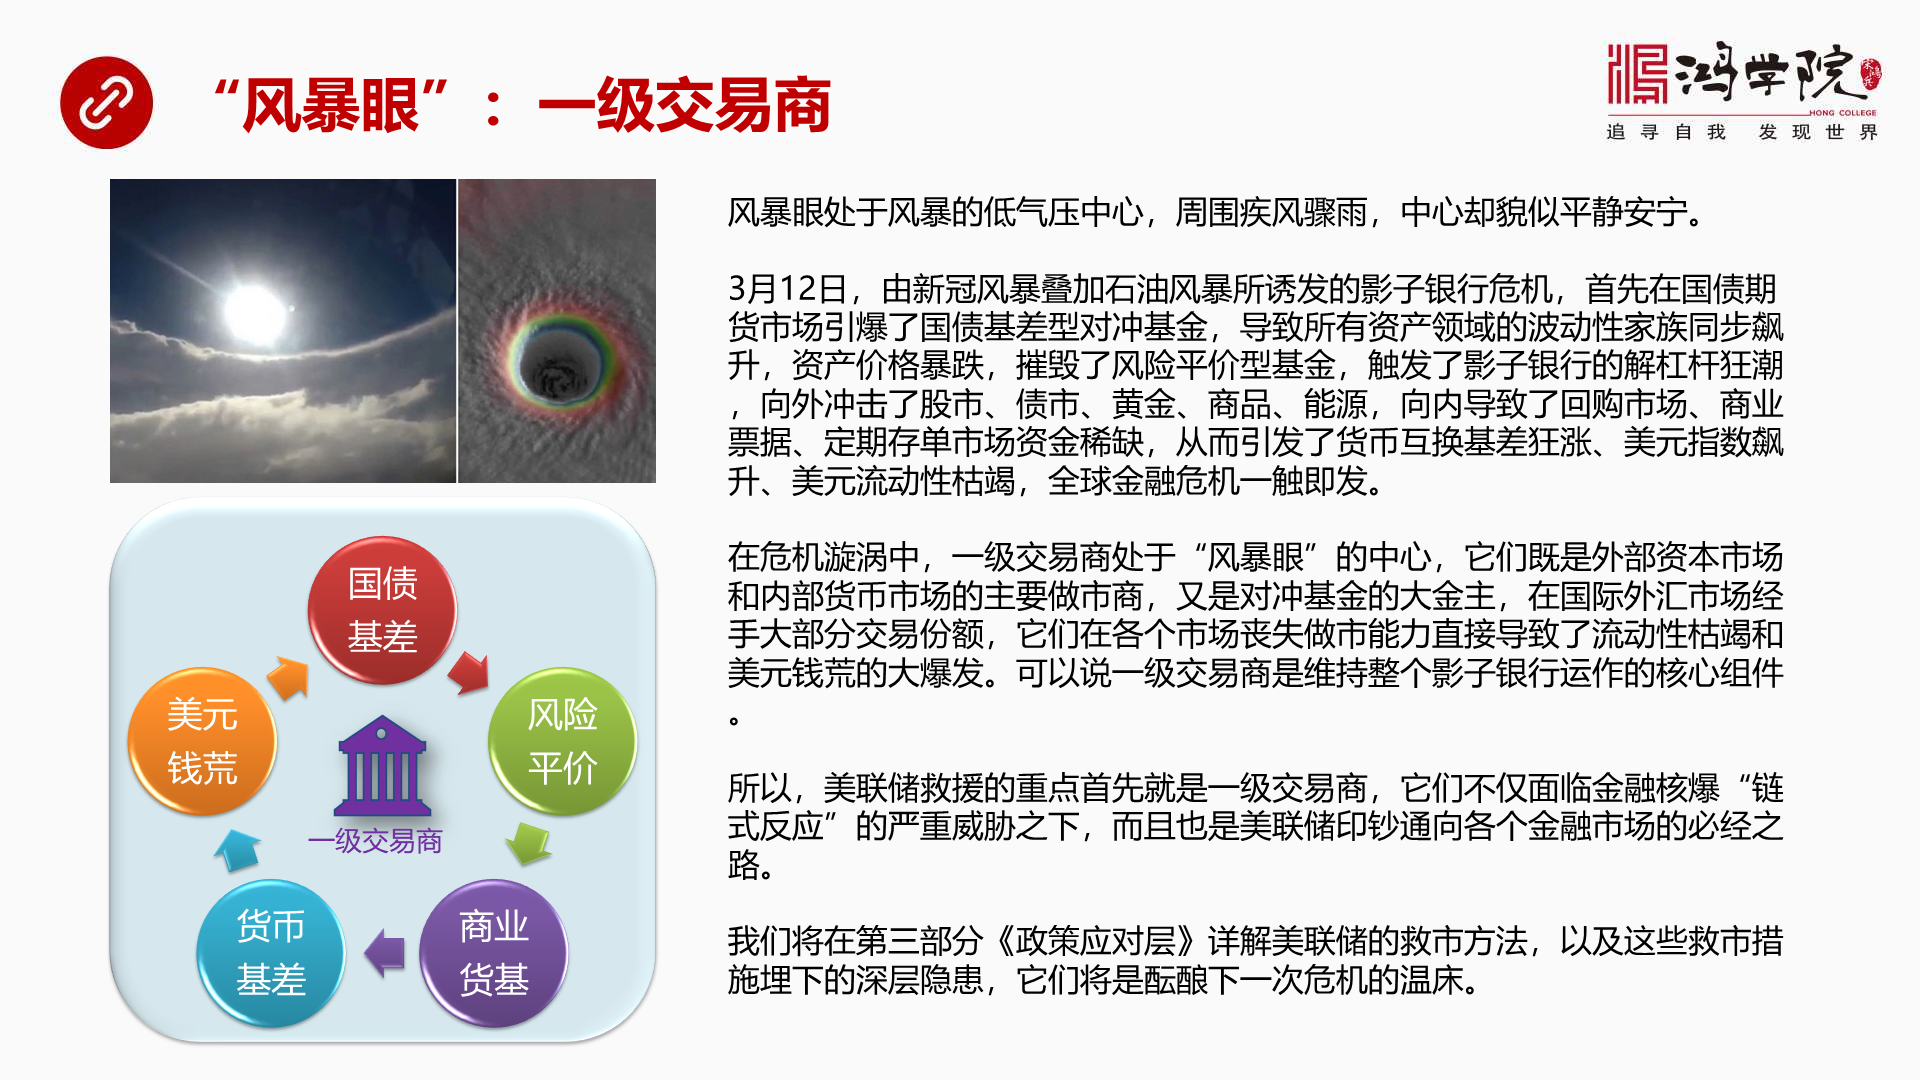 “风暴眼”：一级交易商
鸿学院
HONG COLLEGE
追寻自我 发现世界
风暴眼处于风暴的低气压中心，周围疾风骤雨，中心却貌似平静安宁。
3月12日，由新冠风暴叠加石油风暴所诱发的影子银行危机，首先在国债期
货市场引爆了国债基差型对冲基金，导致所有资产领域的波动性家族同步飙
升，资产价格暴跌，摧毁了风险平价型基金，触发了影子银行的解杠杆狂潮
，向外冲击了股市、债市、黄金、商品、能源，向内导致了回购市场、商业
票据、定期存单市场资金稀缺，从而引发了货币互换基差狂涨、美元指数飙
升、美元流动性枯竭，全球金融危机一触即发。
在危机漩涡中，一级交易商处于“风暴眼”的中心，它们既是外部资本市场
和内部货币市场的主要做市商，又是对冲基金的大金主，在国际外汇市场经
手大部分交易份额，它们在各个市场丧失做市能力直接导致了流动性枯竭和
美元钱荒的大爆发。可以说一级交易商是维持整个影子银行运作的核心组件
。
所以，美联储救援的重点首先就是一级交易商，它们不仅面临金融核爆“链
式反应”的严重威胁之下，而且也是美联储印钞通向各个金融市场的必经之
路。
我们将在第三部分《政策应对层》详解美联储的救市方法，以及这些救市措
施埋下的深层隐患，它们将是酝酿下一次危机的温床。
国债
基差
风险
平价
商业
货基
货币
基差
美元
钱荒
一级交易商